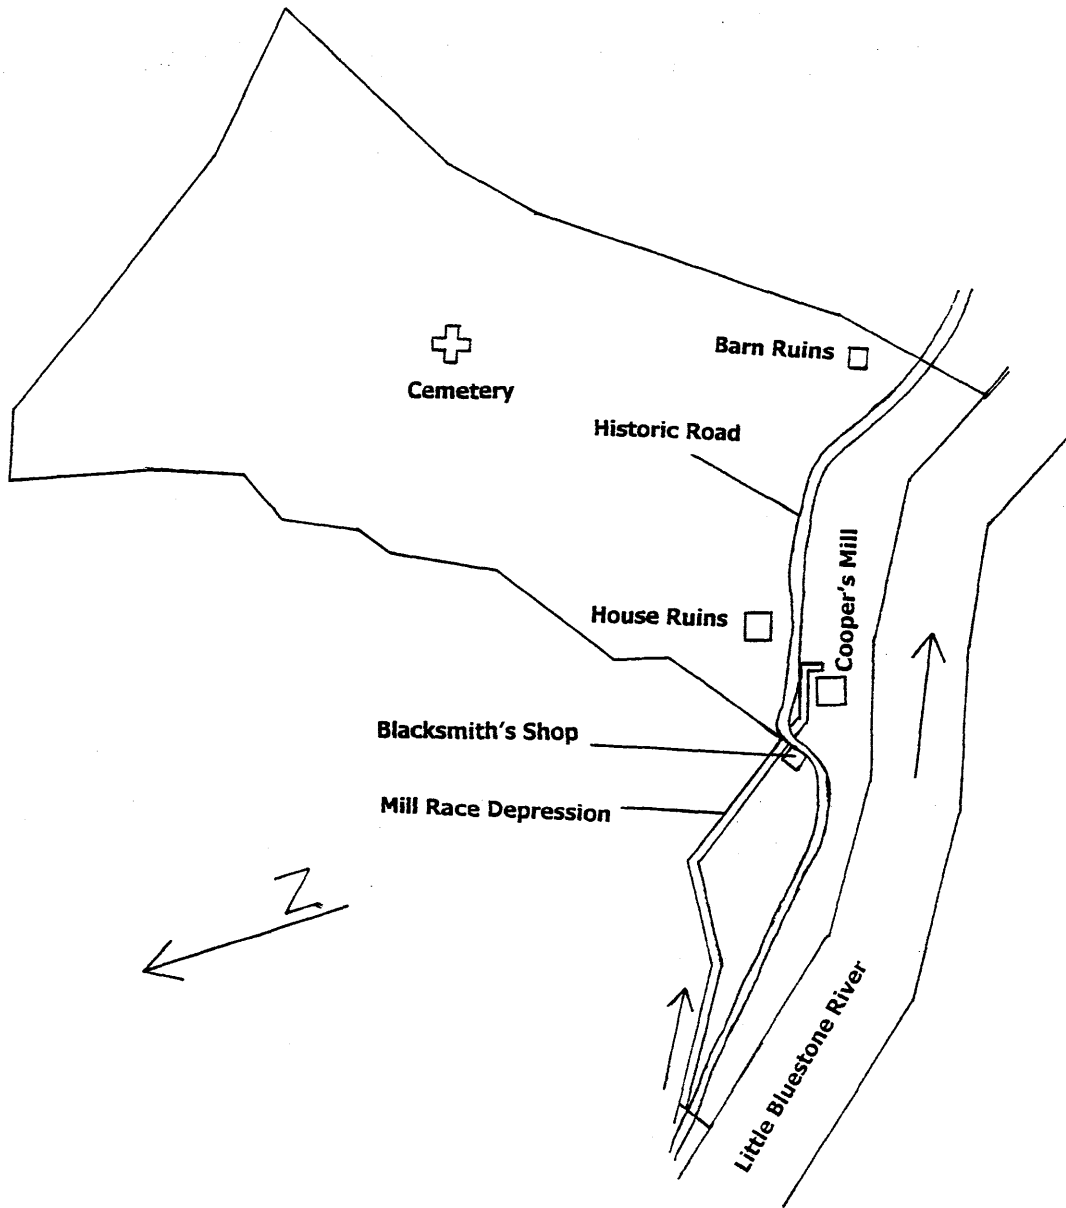 Barn Ruins
Cemetery
Historic Road
Cooper's Mill
House Ruins
Blacksmith's Shop
Mill Race Depression
N
Little Bluestone River